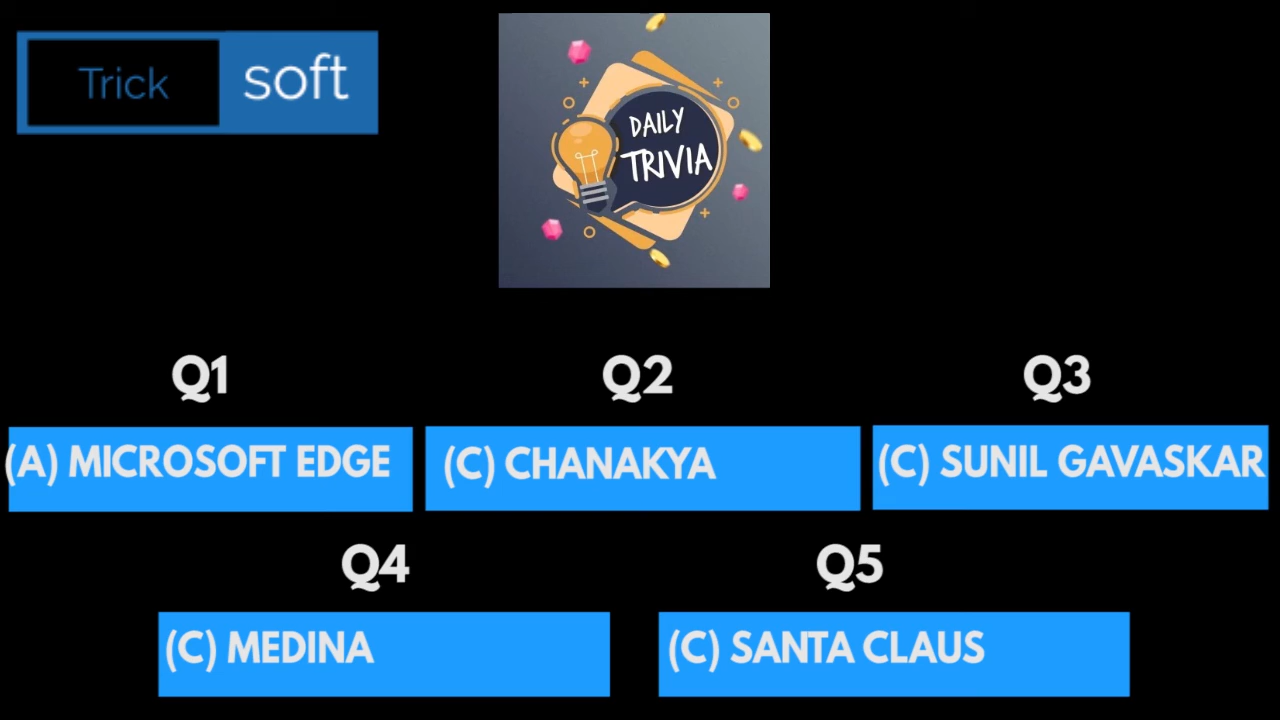 Trick soft
DAILY
TRIVIA
Q1 Q2 Q3
(A) MICROSOFT EDGE (C) CHANAKYA (C) SUNIL GAVASKAR
Q4 Q5
(C) MEDINA (C) SANTA CLAUS